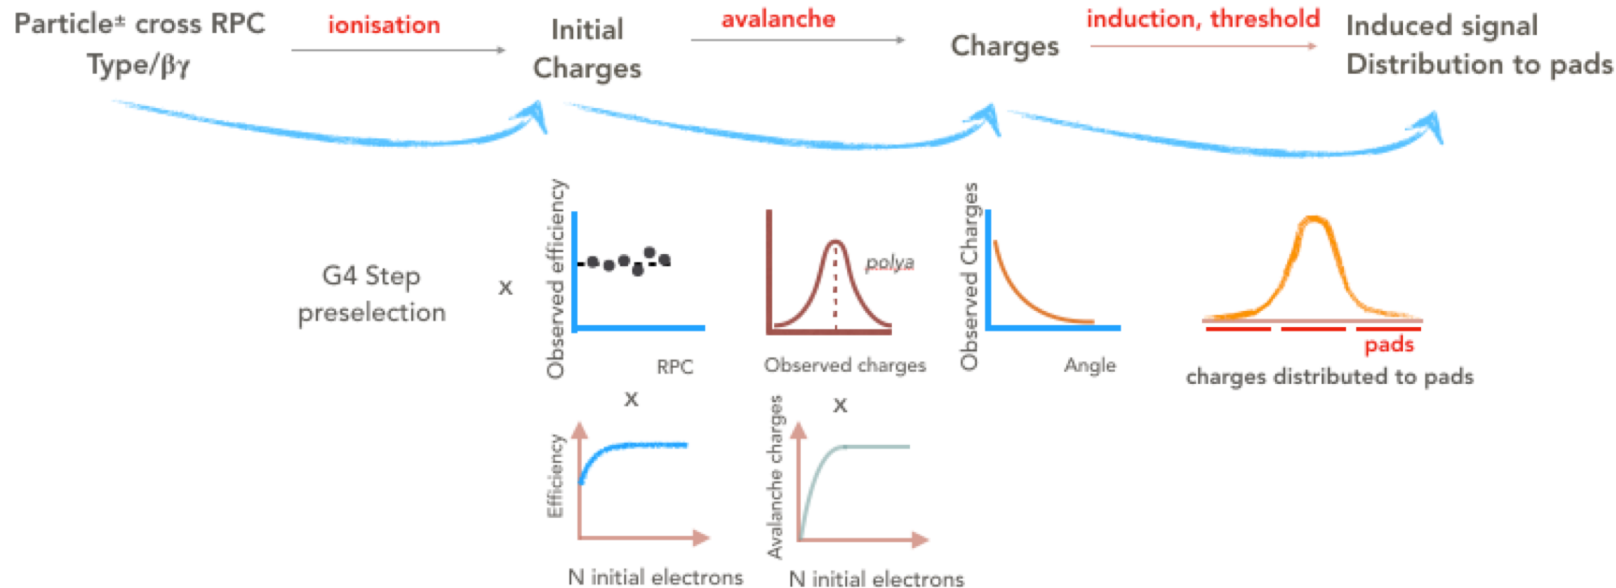 Particle± cross RPC
Type/βγ
ionisation
Initial
Charges
avalanche
Charges
induction, threshold
Induced signal
Distribution to pads
G4 Step
preselection
x
Observed efficiency
RPC
polya
Observed charges
Observed Charges
Angle
pads
charges distributed to pads
x
x
Efficiency
N initial electrons
Avalanche charges
N initial electrons